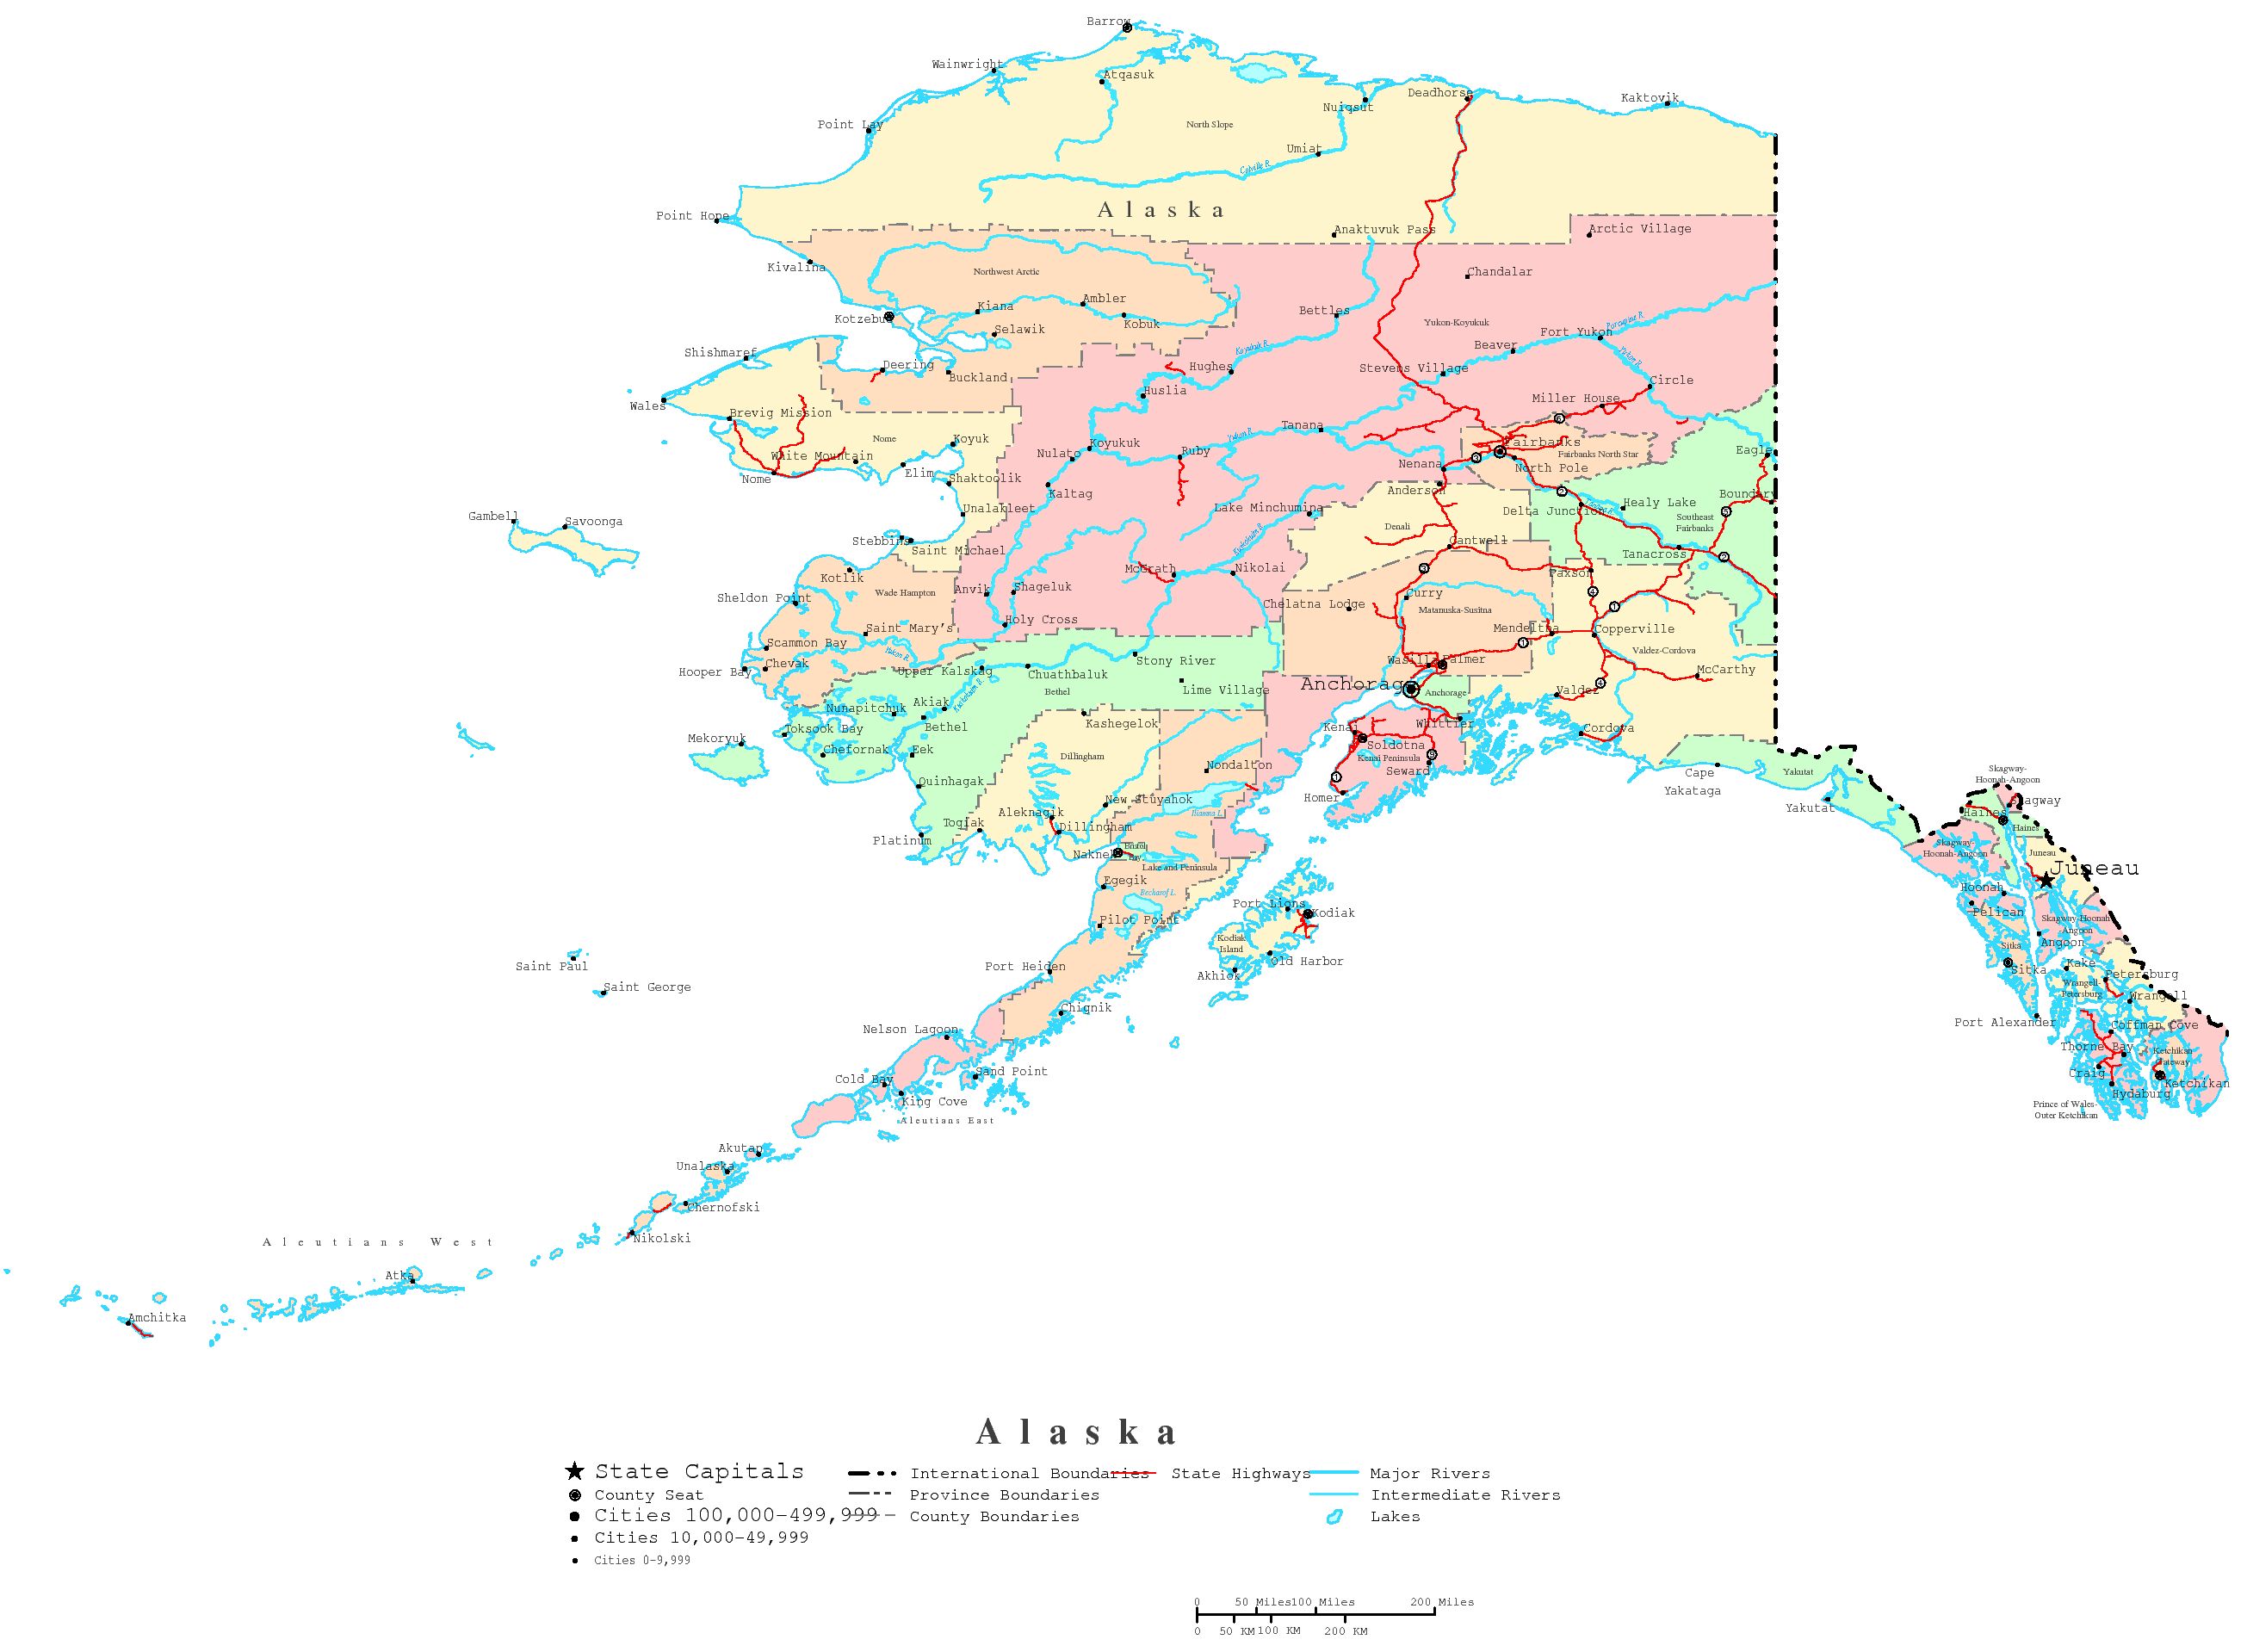 Barrow
Wainwright
Atqasuk
Deadhorse
Kaktovik
Nuiqsut
Point Lay
North Slope
Umiat
Colville R.
Alaska
Point Hope
Anaktuvuk Pass
Arctic Village
Kivalina
Northwest Arctic
Chandalar
Ambler
Kiana
Bettles
Kotzebue
Kobuk
Yukon-Koyukuk
Porcupine R.
Selawik
Fort Yukon
Shishmaref
Koyukuk R.
Beaver
Yukon R.
Deering
Hughes
Stevens Village
Buckland
Circle
Huslia
Wales
Miller House
Brevig Mission
6
Tanana
Nome
Koyuk
Koyukuk
Yukon R.
Fairbanks
White Mountain
Nulato
Ruby
Fairbanks North Star
Eagle
3
Nenana
North Pole
Elim
Nome
Shaktoolik
Anderson
2
Kaltag
Boundary
Healy Lake
Unalakleet
Lake Minchumina
Delta Junction
Tanana R.
5
Gambell
Savoonga
Southeast
Fairbanks
Denali
Kuskokwim R.
Stebbins
Cantwell
Saint Michael
Tanacross
2
McGrath
Nikolai
3
Paxson
Kotlik
Anvik
Shageluk
Wade Hampton
Curry
4
Sheldon Point
Chelatna Lodge
Matanuska-Susitna
1
Holy Cross
Saint Mary's
Mendeltna
Copperville
Scammon Bay
1
Yukon R.
Valdez-Cordova
Stony River
Wasilla
Palmer
Hooper Bay
Chevak
Upper Kalskag
Chuathbaluk
McCarthy
Anchorage
4
Lime Village
Bethel
Anchorage
Valdez
Kuskokwim R.
Akiak
Nunapitchuk
Kashegelok
Whittier
Bethel
Toksook Bay
Kenai
Cordova
Mekoryuk
Chefornak
Eek
Soldotna
Dillingham
9
Kenai Peninsula
Nondalton
Seward
Cape
Yakataga
Yakutat
Skagway-
Hoonah-Angoon
1
Quinhagak
Homer
New Stuyahok
Skagway
Yakutat
Iliamna L.
Aleknagik
Haines
Togiak
Dillingham
Haines
Platinum
Bristol
Bay
Naknek
Skagway-
Hoonah-Angoon
Juneau
Lake and Peninsula
Juneau
Egegik
Hoonah
Becharof L.
Port Lions
Kodiak
Pelican
Pilot Point
Skagway-Hoonah-
Angoon
Kodiak
Island
Angoon
Sitka
Old Harbor
Saint Paul
Port Heiden
Akhiok
Sitka
Kake
Petersburg
Saint George
Wrangell-
Petersburg
Wrangell
Chignik
Port Alexander
Nelson Lagoon
Coffman Cove
Thorne Bay
Ketchikan
Gateway
Sand Point
Craig
Cold Bay
Ketchikan
King Cove
Hydaburg
Prince of Wales-
Outer Ketchikan
Aleutians East
Akutan
Unalaska
Chernofski
Nikolski
Aleutians West
Atka
Amchitka
Alaska
State Capitals
County Seat
Cities 100,000-499,999
Cities 10,000-49,999
Cities 0-9,999
International Boundaries
Province Boundaries
County Boundaries
State Highways
Major Rivers
Intermediate Rivers
Lakes
0 50 Miles 100 Miles 200 Miles
0 50 KM 100 KM 200 KM